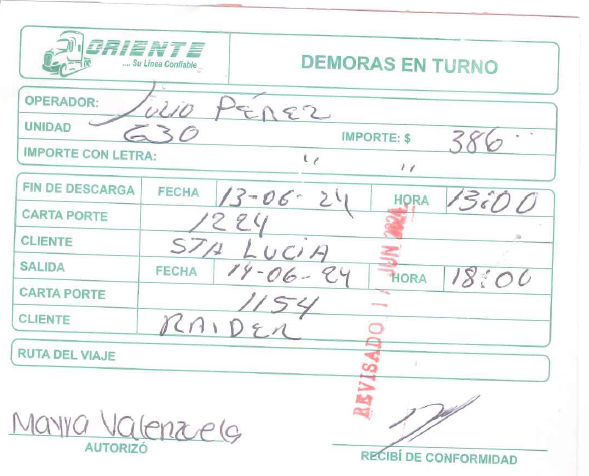 ORIENTE
.... Su Línea Confiable
DEMORAS EN TURNO
OPERADOR: Julio PÉREZ
UNIDAD 630 IMPORTE: $ 386
IMPORTE CON LETRA: " "
FIN DE DESCARGA FECHA 13-06-24 HORA 13:00
CARTA PORTE 1224
CLIENTE STA LUCIA
SALIDA FECHA 14-06-24 HORA 18:00
CARTA PORTE 1154
CLIENTE RAIDER
RUTA DEL VIAJE
REVISADO JUN 2024
Mayra Valenzuela
AUTORIZÓ
RECIBÍ DE CONFORMIDAD